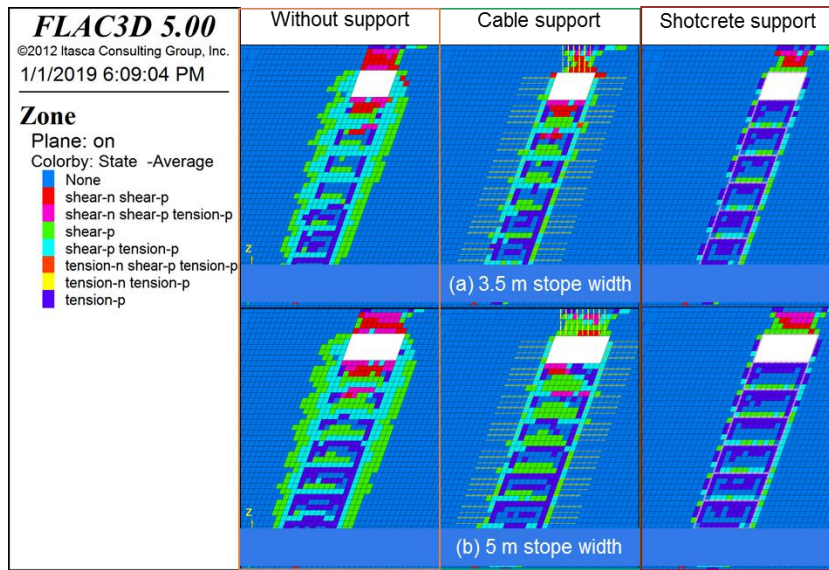 FLAC3D 5.00
©2012 Itasca Consulting Group, Inc.
1/1/2019 6:09:04 PM
Zone
Plane: on
Colorby: State -Average
None
shear-n shear-p
shear-n shear-p tension-p
shear-p
shear-p tension-p
tension-n shear-p tension-p
tension-n tension-p
tension-p
Without support
Cable support
Shotcrete support
z
z
(a) 3.5 m stope width
z
z
(b) 5 m stope width